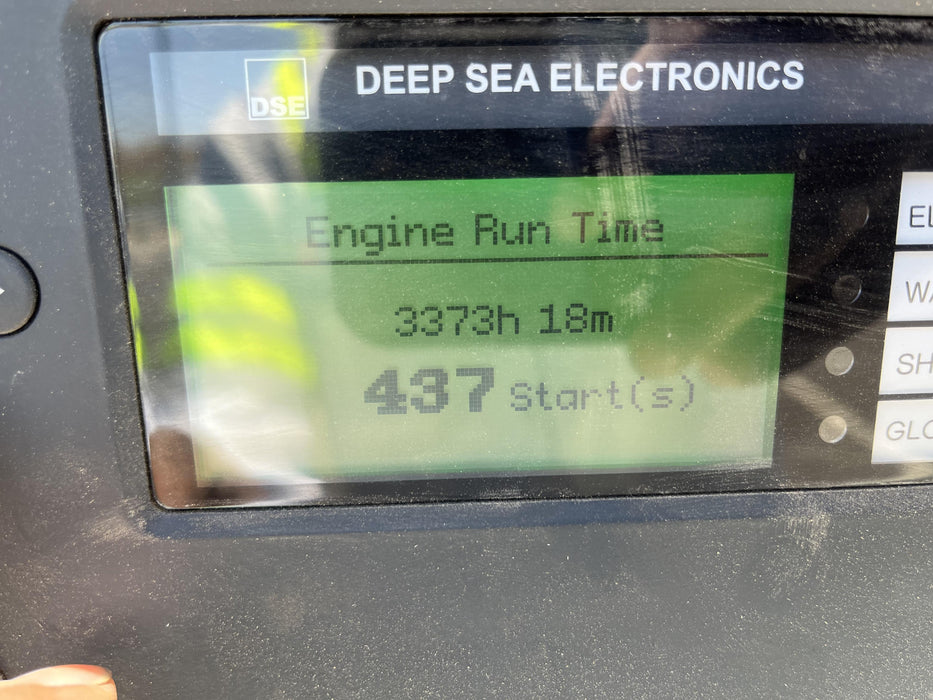 DSE
DEEP SEA ELECTRONICS
Engine Run Time
3373h 18m
437 Start(s)